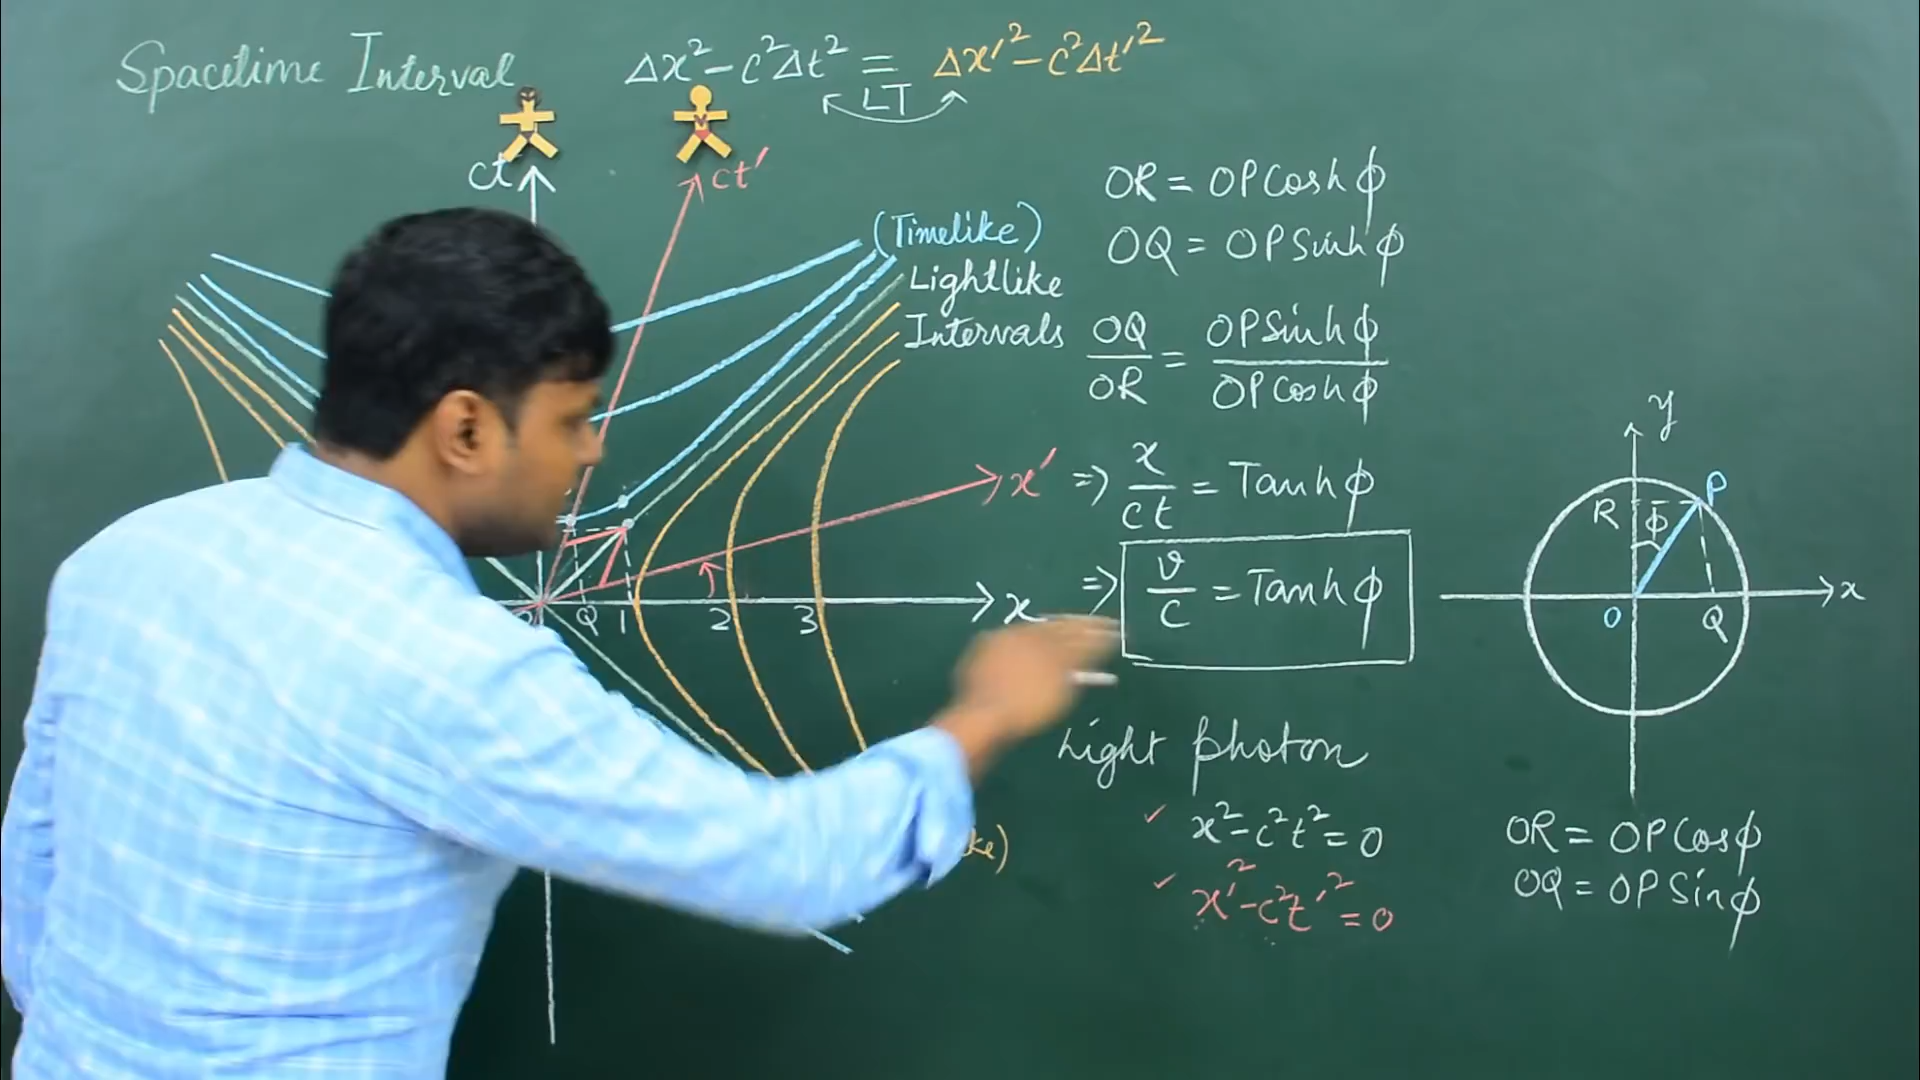 Spacetime Interval
Δx² - c²Δt² = Δx'² - c²Δt'²
LT
ct
ct'
(Timelike)
Lightlike
Intervals
x'
x
Q 1 2 3
OR = OP Cosh ϕ
OQ = OP Sinh ϕ
OQ/OR = OP Sinh ϕ/OP Cosh ϕ
=> x/ct = Tanh ϕ
=> v/c = Tanh ϕ
Light photon
x² - c²t² = 0
x'² - c²t'² = 0
y
P
R ϕ
x
O
Q
OR = OP Cos ϕ
OQ = OP Sin ϕ